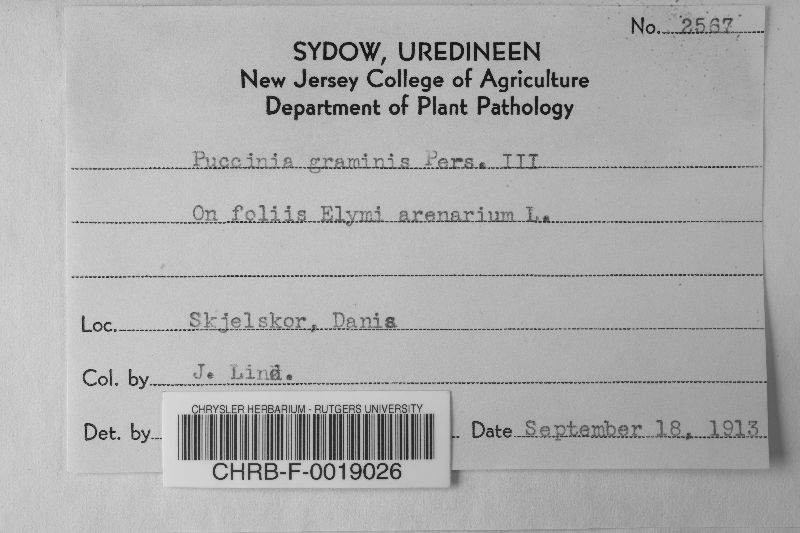 No. 2567
SYDOW, UREDINEEN
New Jersey College of Agriculture
Department of Plant Pathology
Puccinia graminis Pers. III
On foliis Elymi arenarium L.
Loc. Skjelskor, Dania
Col. by J. Lind.
Det. by Date September 18, 1913
CHRYSLER HERBARIUM - RUTGERS UNIVERSITY
CHRB-F-0019026